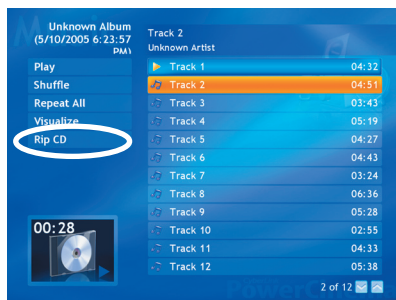 Unknown Album
(5/10/2005 6:23:57
PM)
Track 2
Unknown Artist
Play
Shuffle
Repeat All
Visualize
Rip CD
Track 1 04:32
Track 2 04:51
Track 3 03:43
Track 4 05:19
Track 5 04:27
Track 6 04:43
Track 7 03:24
Track 8 06:36
Track 9 05:28
Track 10 02:55
Track 11 04:33
Track 12 05:38
00:28
2 of 12